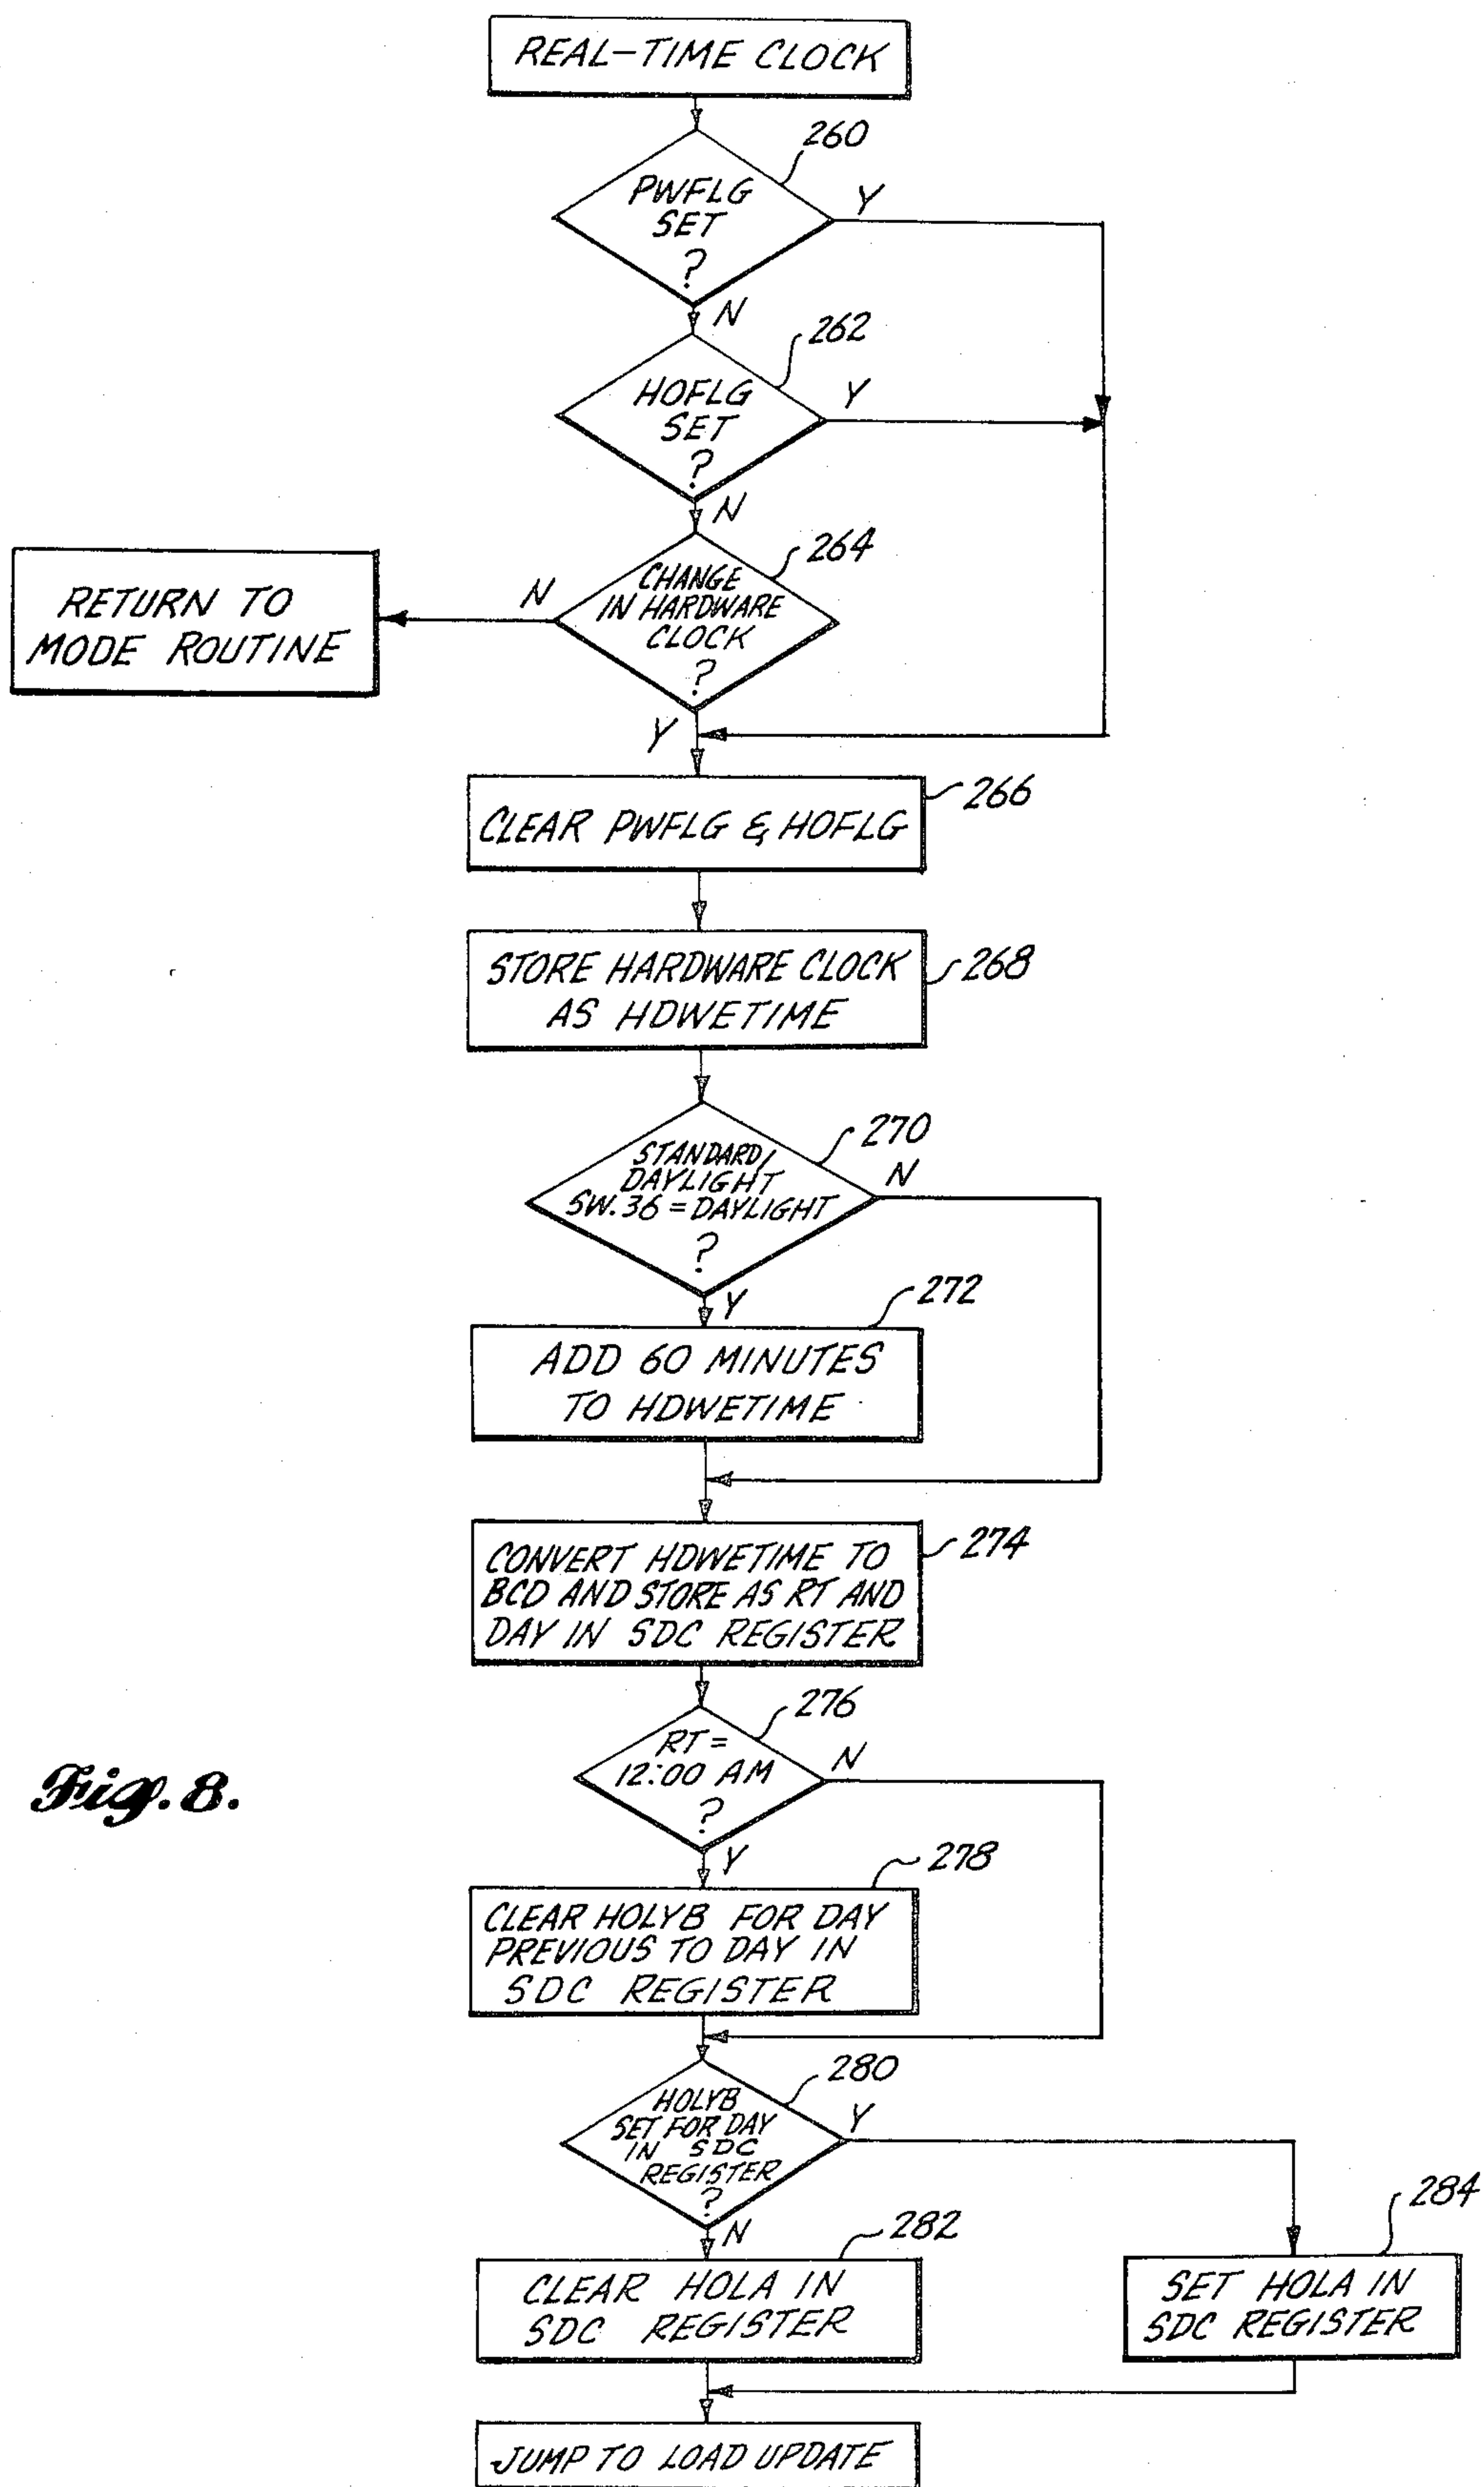 REAL-TIME CLOCK
260
PWFLG
SET
?
Y
N
262
HOFLG
SET
?
Y
N
264
CHANGE
IN HARDWARE
CLOCK
?
N
RETURN TO
MODE ROUTINE
Y
266
CLEAR PWFLG & HOFLG
268
STORE HARDWARE CLOCK
AS HDWETIME
270
STANDARD/
DAYLIGHT
SW. 36 = DAYLIGHT
?
N
Y
272
ADD 60 MINUTES
TO HDWETIME
274
CONVERT HDWETIME TO
BCD AND STORE AS RT AND
DAY IN SDC REGISTER
276
RT =
12:00 AM
?
N
Y
Fig. 8.
278
CLEAR HOLYB FOR DAY
PREVIOUS TO DAY IN
SDC REGISTER
280
HOLYB
SET FOR DAY
IN SDC
REGISTER
?
Y
N
282
CLEAR HOLA IN
SDC REGISTER
284
SET HOLA IN
SDC REGISTER
JUMP TO LOAD UPDATE